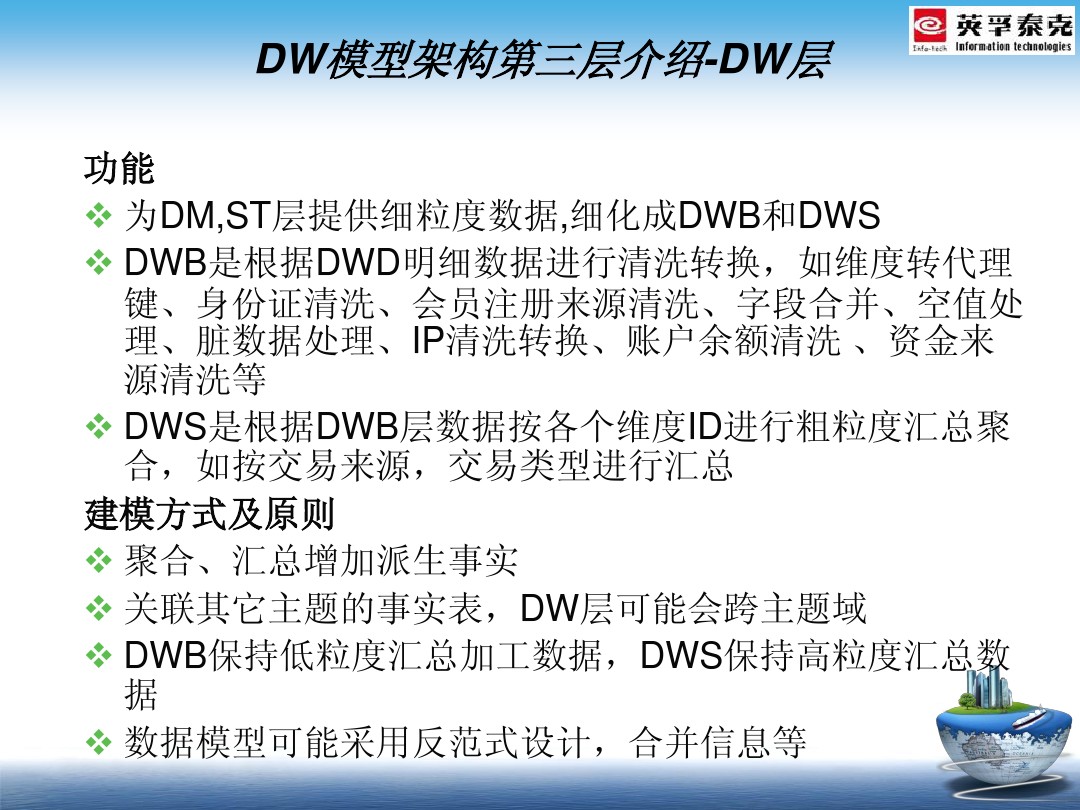 英孚泰克
Info-tech Information technologies
DW模型架构第三层介绍-DW层
功能
为DM,ST层提供细粒度数据,细化成DWB和DWS
DWB是根据DWD明细数据进行清洗转换，如维度转代理
键、身份证清洗、会员注册来源清洗、字段合并、空值处
理、脏数据处理、IP清洗转换、账户余额清洗 、资金来
源清洗等
DWS是根据DWB层数据按各个维度ID进行粗粒度汇总聚
合，如按交易来源，交易类型进行汇总
建模方式及原则
聚合、汇总增加派生事实
关联其它主题的事实表，DW层可能会跨主题域
DWB保持低粒度汇总加工数据，DWS保持高粒度汇总数
据
数据模型可能采用反范式设计，合并信息等